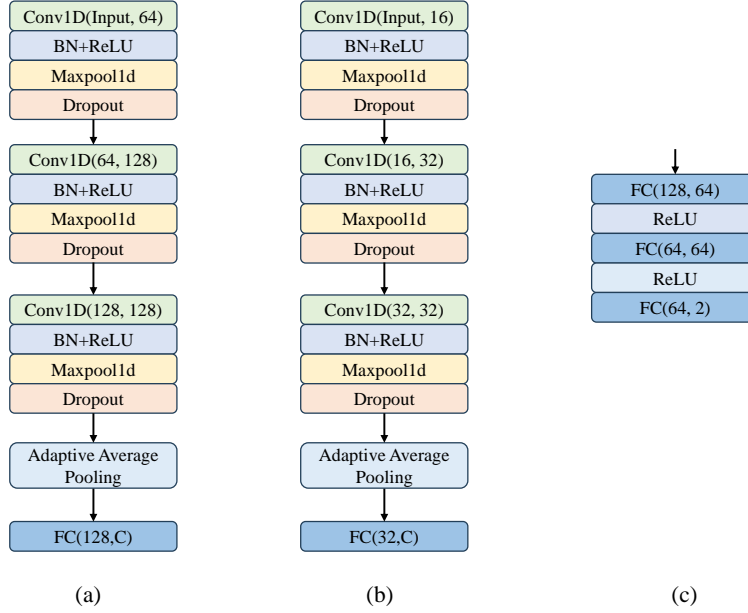 Conv1D(Input, 64)
BN+ReLU
Maxpool1d
Dropout
Conv1D(64, 128)
BN+ReLU
Maxpool1d
Dropout
Conv1D(128, 128)
BN+ReLU
Maxpool1d
Dropout
Adaptive Average
Pooling
FC(128,C)
(a)
Conv1D(Input, 16)
BN+ReLU
Maxpool1d
Dropout
Conv1D(16, 32)
BN+ReLU
Maxpool1d
Dropout
Conv1D(32, 32)
BN+ReLU
Maxpool1d
Dropout
Adaptive Average
Pooling
FC(32,C)
(b)
FC(128, 64)
ReLU
FC(64, 64)
ReLU
FC(64, 2)
(c)